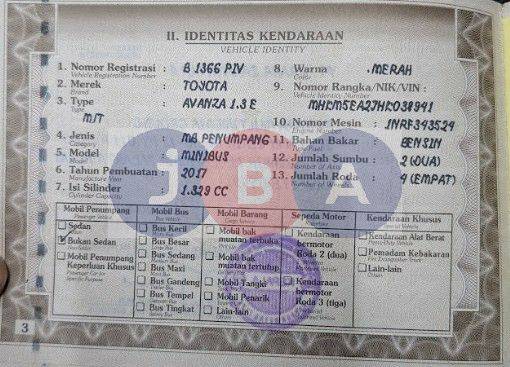 II. IDENTITAS KENDARAAN
VEHICLE IDENTITY
1. Nomor Registrasi : B 1366 PIV
Vehicle Registration Number
2. Merek : TOYOTA
Brand
3. Type : AVANZA 1.3 E
Type
M/T
4. Jenis : MB PENUMPANG
Category
5. Model : MINIBUS
Model
6. Tahun Pembuatan : 2017
Manufacture Year
7. Isi Silinder : 1.329 CC
Cylinder Capacity
8. Warna : MERAH
Color
9. Nomor Rangka/NIK/VIN :
Vehicle Identity Number
10. Nomor Mesin : 1NRF343524
Engine Number
11. Bahan Bakar : BENSIN
12. Jumlah Sumbu : 2 (DUA)
Number of Axle
13. Jumlah Roda : 4 (EMPAT)
Number of Wheels
Mobil Penumpang
Sedan
Bukan Sedan
Mobil Penumpang
Keperluan Khusus
Mobil Bus
Bus Kecil
Bus Besar
Bus Sedang
Bus Maxi
Bus Gandeng
Bus Tempel
Bus Tingkat
Mobil Barang
Mobil bak
muatan terbuka
Mobil bak
muatan tertutup
Mobil Tangki
Mobil Penarik
Lain-lain
Sepeda Motor
Kendaraan
bermotor
Roda 2 (dua)
Kendaraan
bermotor
Roda 3 (tiga)
Kendaraan Khusus
Kendaraan Alat Berat
Pemadam Kebakaran
Lain-lain
3
jBA